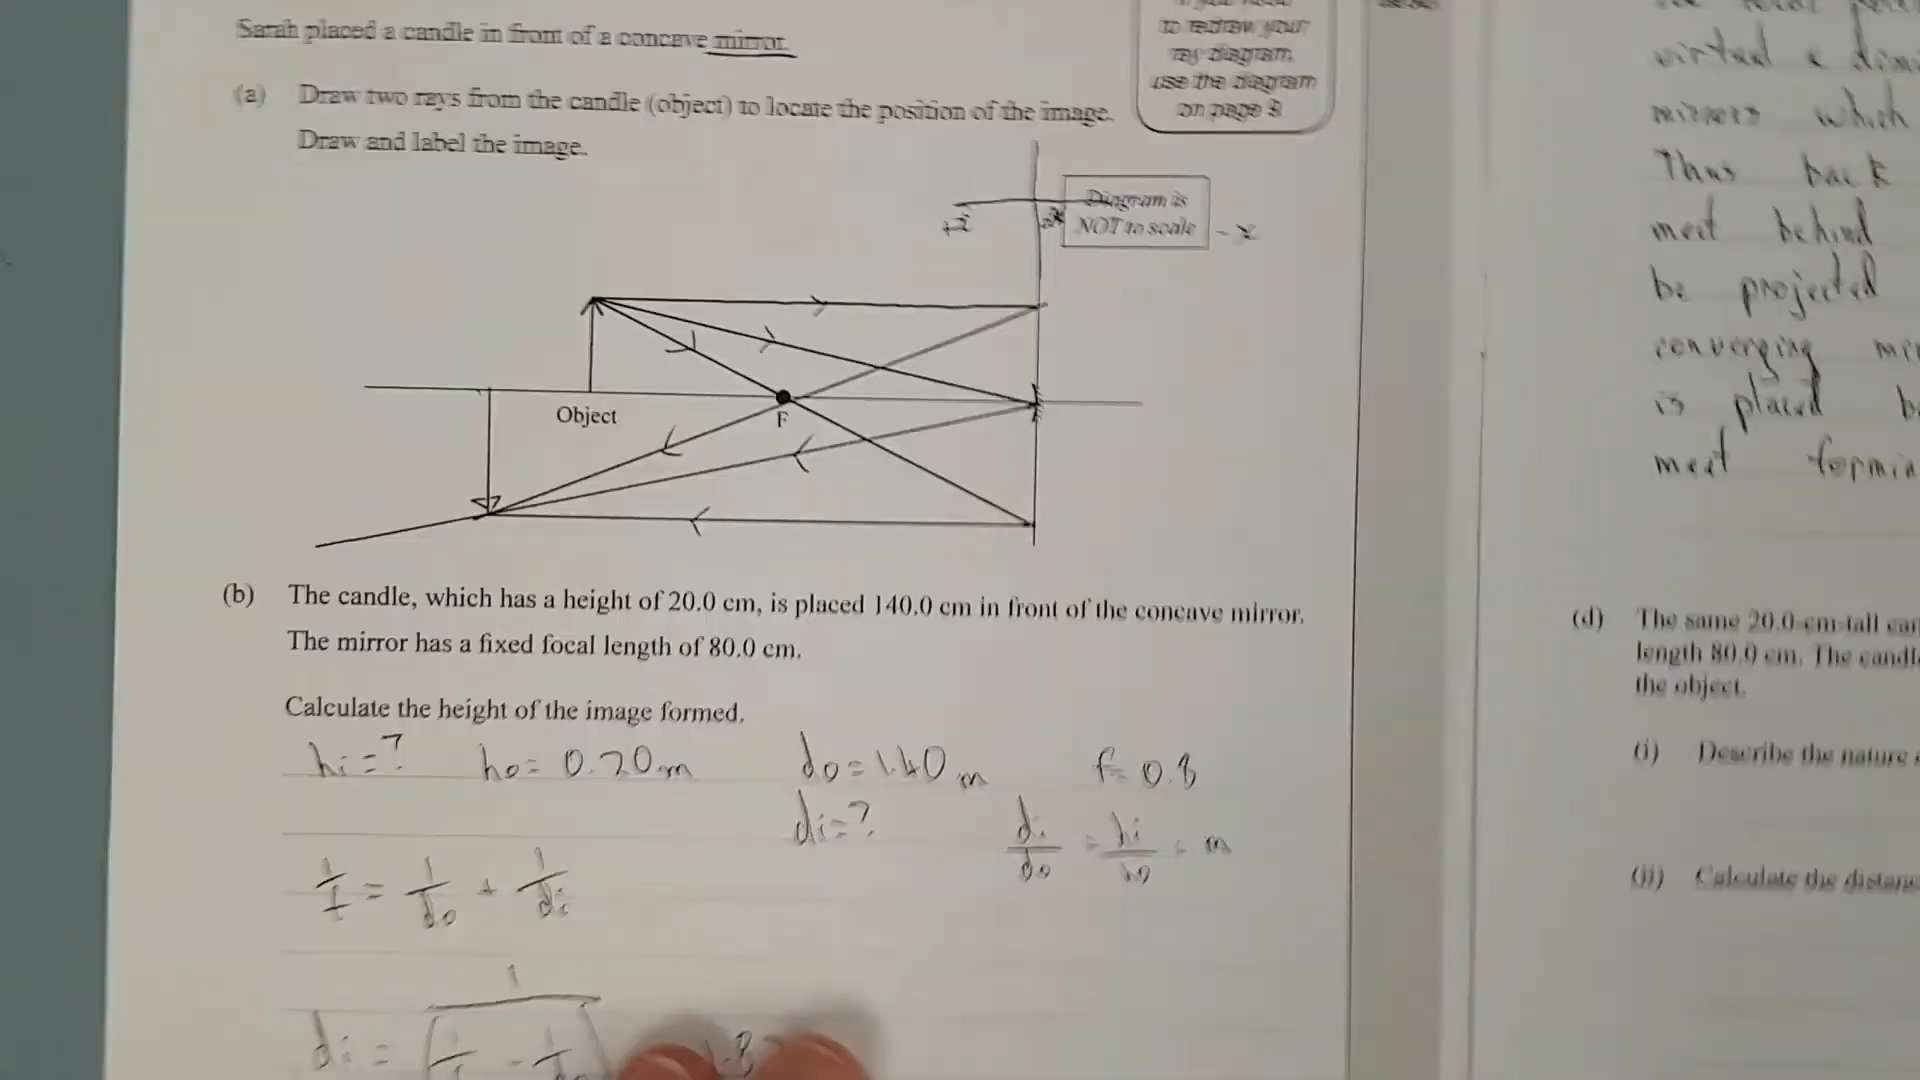 Sarah placed a candle in front of a concave mirror.
to redraw your
ray diagram,
use the diagram
on page 9
(a) Draw two rays from the candle (object) to locate the position of the image.
Draw and label the image.
Diagram is
NOT to scale
Object
F
(b) The candle, which has a height of 20.0 cm, is placed 140.0 cm in front of the concave mirror.
The mirror has a fixed focal length of 80.0 cm.
Calculate the height of the image formed.
hi = ? ho = 0.20 m do = 1.40 m f = 0.8
di = ? di/do = hi/ho = m
1/f = 1/do + 1/di
di = 1/(1/f - 1/do)
virtual
mirrors which
Thus back
meet behind
be projected
converging
is placed
meet
(d) The same 20.0-cm-tall
length 80.0 cm. The
the object.
(i) Describe the nature
(ii) Calculate the